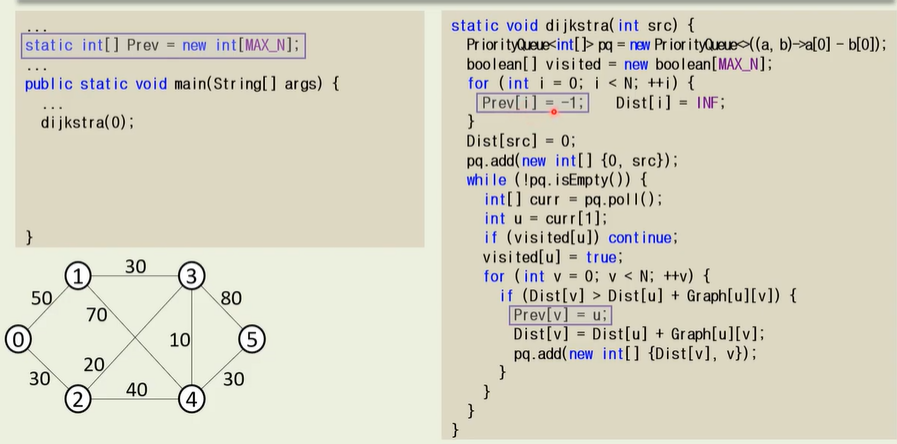 ...
static int[] Prev = new int[MAX_N];
...
public static void main(String[] args) {
...
dijkstra(0);
}
static void dijkstra(int src) {
PriorityQueue<int[]> pq = new PriorityQueue<>((a, b)->a[0] - b[0]);
boolean[] visited = new boolean[MAX_N];
for (int i = 0; i < N; ++i) {
Prev[i] = -1; Dist[i] = INF;
}
Dist[src] = 0;
pq.add(new int[] {0, src});
while (!pq.isEmpty()) {
int[] curr = pq.poll();
int u = curr[1];
if (visited[u]) continue;
visited[u] = true;
for (int v = 0; v < N; ++v) {
if (Dist[v] > Dist[u] + Graph[u][v]) {
Prev[v] = u;
Dist[v] = Dist[u] + Graph[u][v];
pq.add(new int[] {Dist[v], v});
}
}
}
}
1 30 3
50 80
70
0 10 5
20
30 30
2 40 4